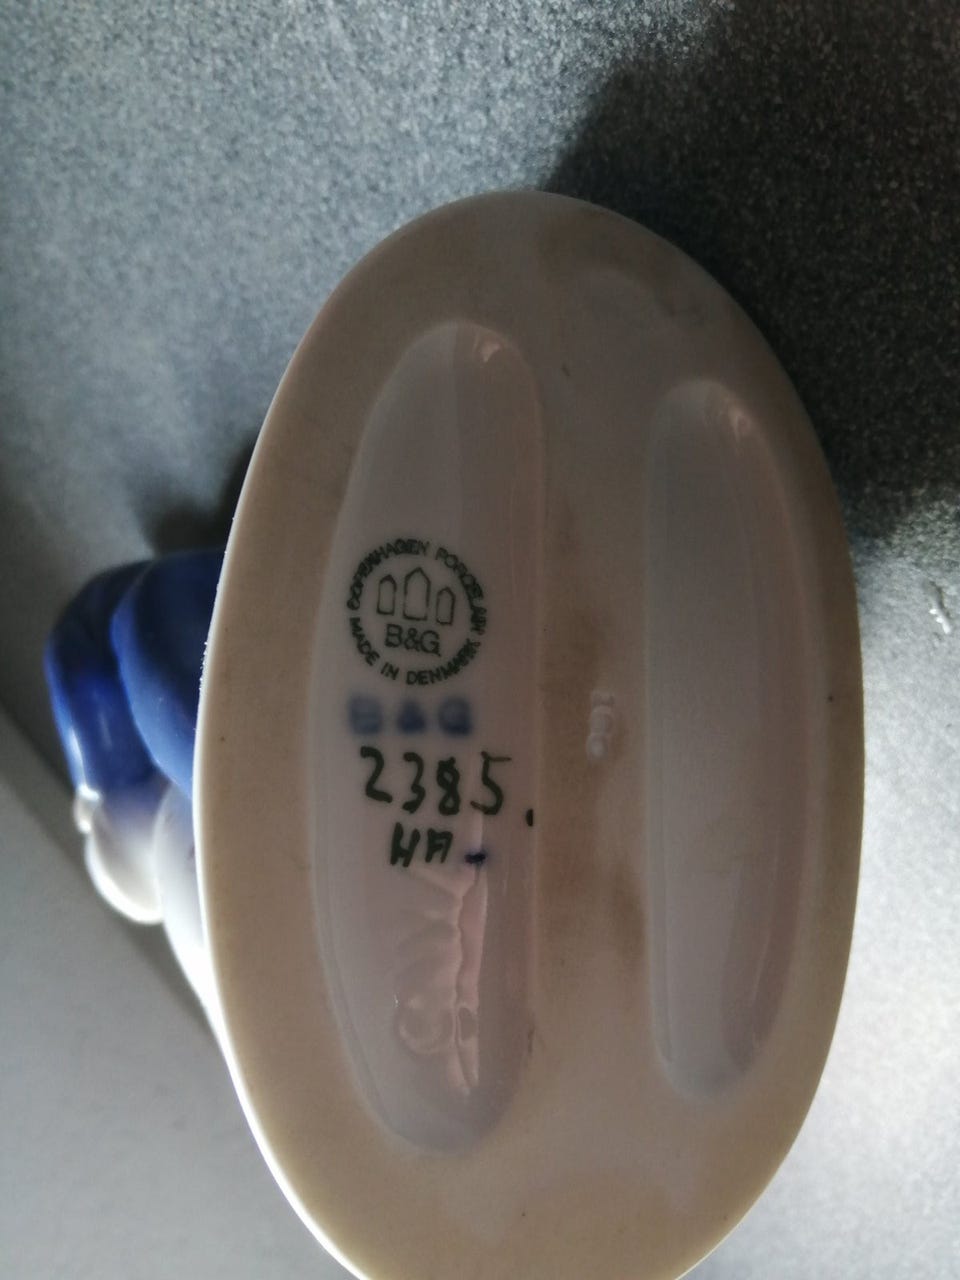 COPENHAGEN PORCELAIN
B&G
MADE IN DENMARK
B & G
2385.
HA